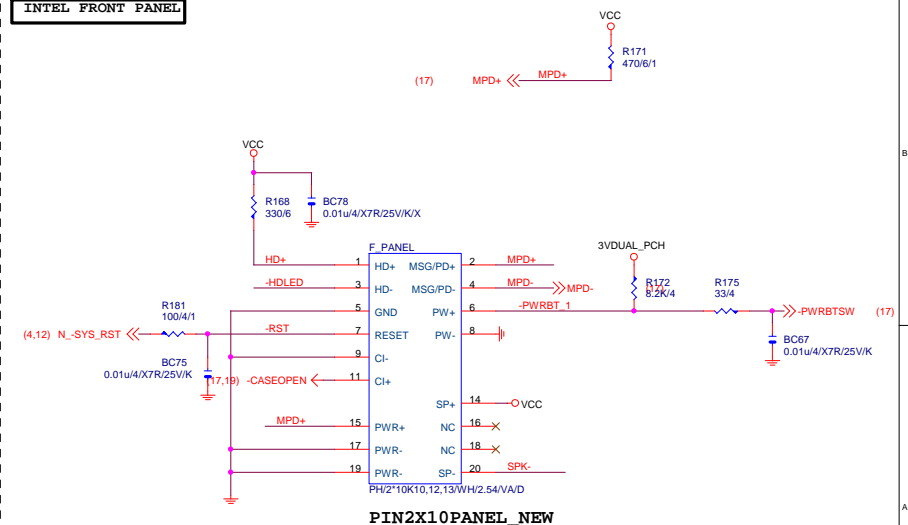 INTEL FRONT PANEL
VCC
R171
470/6/1
(17) MPD+ MPD+
B
VCC
R168
330/6
BC78
0.01u/4/X7R/25V/K/X
F_PANEL
3VDUAL_PCH
HD+ 1 HD+ MSG/PD+ 2 MPD+
-HDLED 3 HD- MSG/PD- 4 MPD- MPD-
R172
8.2K/4
R175
33/4
5 GND PW+ 6 -PWRBT_1 -PWRBTSW (17)
R181
100/4/1
(4,12) N_-SYS_RST -RST 7 RESET PW- 8
BC67
0.01u/4/X7R/25V/K
9 CI-
BC75
0.01u/4/X7R/25V/K
(17,19) -CASEOPEN 11 CI+
SP+ 14 VCC
MPD+ 15 PWR+ NC 16
17 PWR- NC 18
19 PWR- SP- 20 SPK-
PH/2*10K10,12,13/WH/2.54/VA/D
PIN2X10PANEL_NEW
A